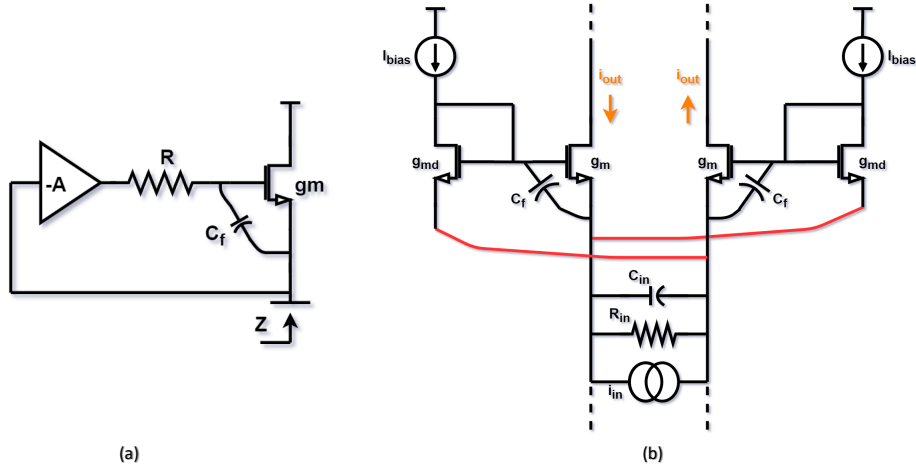 R
-A
gm
Cf
Z
(a)
Ibias
Ibias
iout
iout
gmd
gm
gm
gmd
Cf
Cf
Cin
Rin
iin
(b)